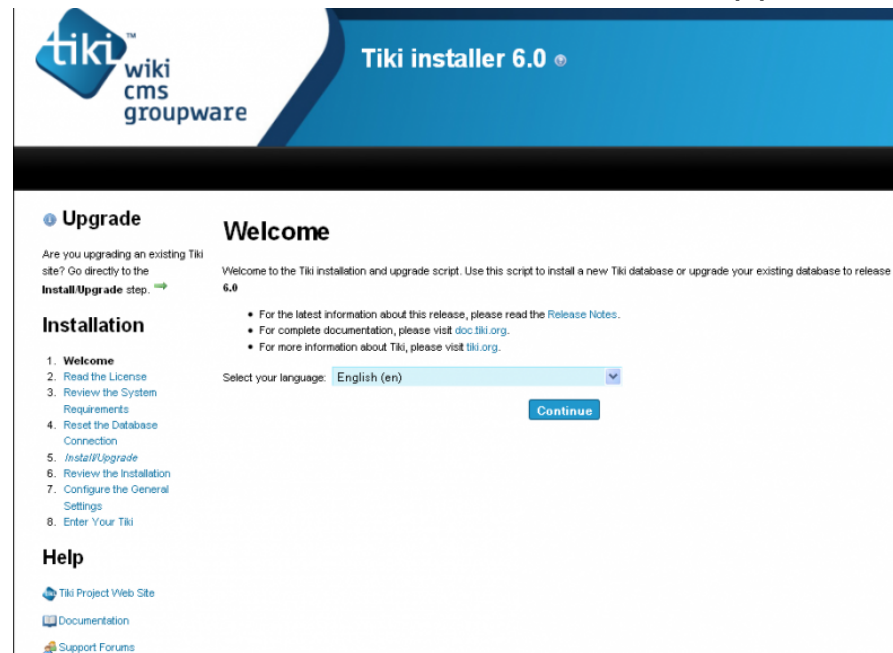 tiki™
wiki
cms
groupware
Tiki installer 6.0
Upgrade
Are you upgrading an existing Tiki
site? Go directly to the
Install/Upgrade step.
Installation
1. Welcome
2. Read the License
3. Review the System
Requirements
4. Reset the Database
Connection
5. Install/Upgrade
6. Review the Installation
7. Configure the General
Settings
8. Enter Your Tiki
Help
Tiki Project Web Site
Documentation
Support Forums
Welcome
Welcome to the Tiki installation and upgrade script. Use this script to install a new Tiki database or upgrade your existing database to release
6.0
• For the latest information about this release, please read the Release Notes.
• For complete documentation, please visit doc.tiki.org.
• For more information about Tiki, please visit tiki.org.
Select your language: English (en)
Continue